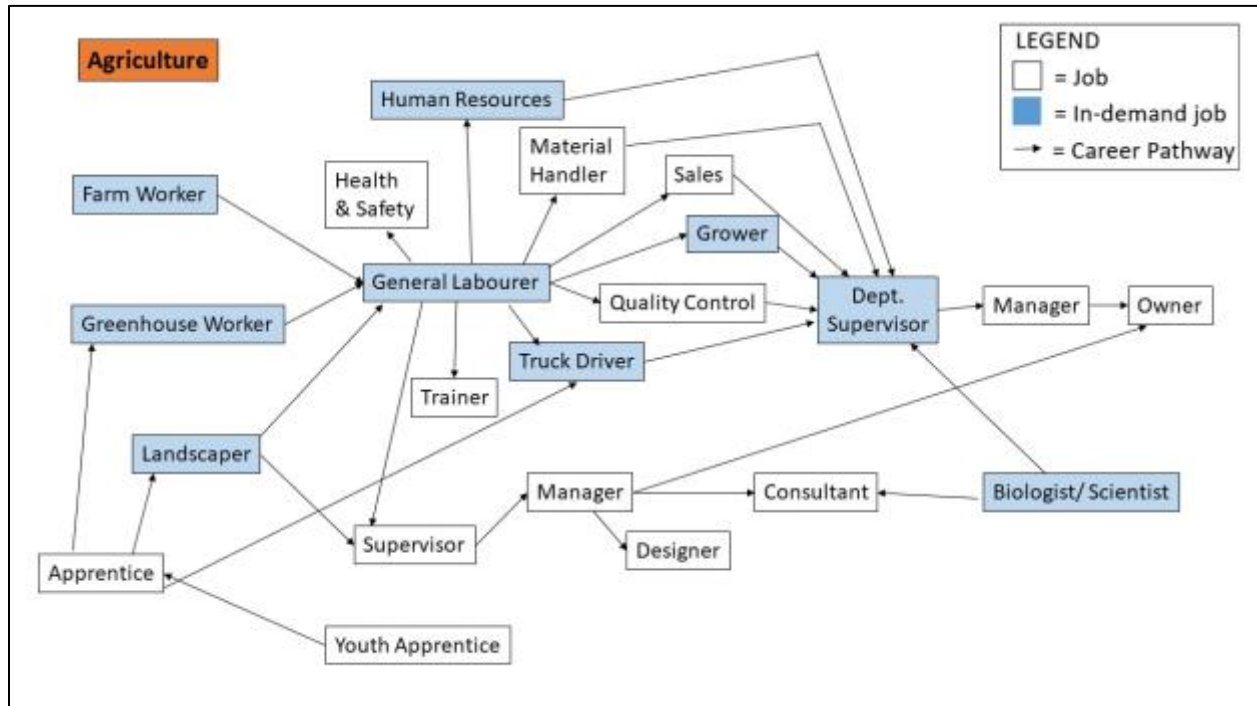 Agriculture
LEGEND
= Job
= In-demand job
= Career Pathway
Human Resources
Material
Handler
Health
& Safety
Sales
Farm Worker
Grower
General Labourer
Quality Control
Dept.
Supervisor
Manager
Owner
Greenhouse Worker
Truck Driver
Trainer
Landscaper
Manager
Consultant
Biologist/ Scientist
Supervisor
Designer
Apprentice
Youth Apprentice